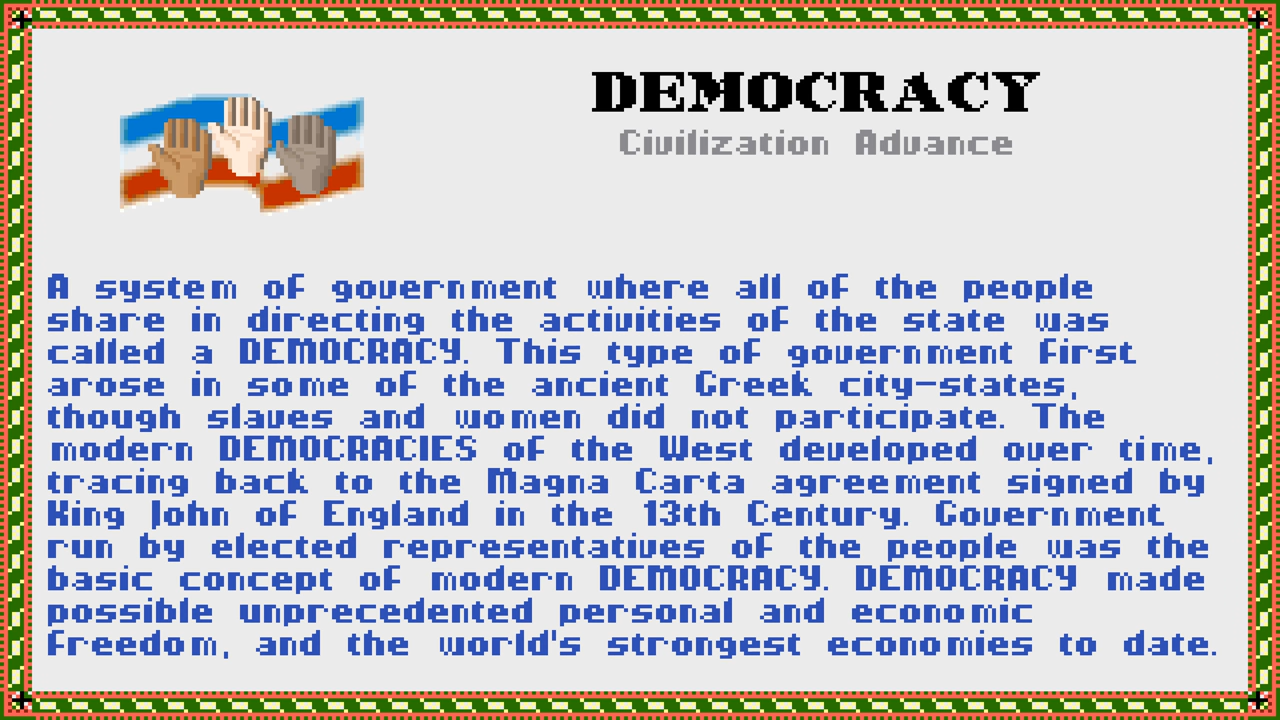 DEMOCRACY
Civilization Advance
A system of government where all of the people
share in directing the activities of the state was
called a DEMOCRACY. This type of government first
arose in some of the ancient Greek city-states,
though slaves and women did not participate. The
modern DEMOCRACIES of the West developed over time,
tracing back to the Magna Carta agreement signed by
King John of England in the 13th Century. Government
run by elected representatives of the people was the
basic concept of modern DEMOCRACY. DEMOCRACY made
possible unprecedented personal and economic
freedom, and the world's strongest economies to date.